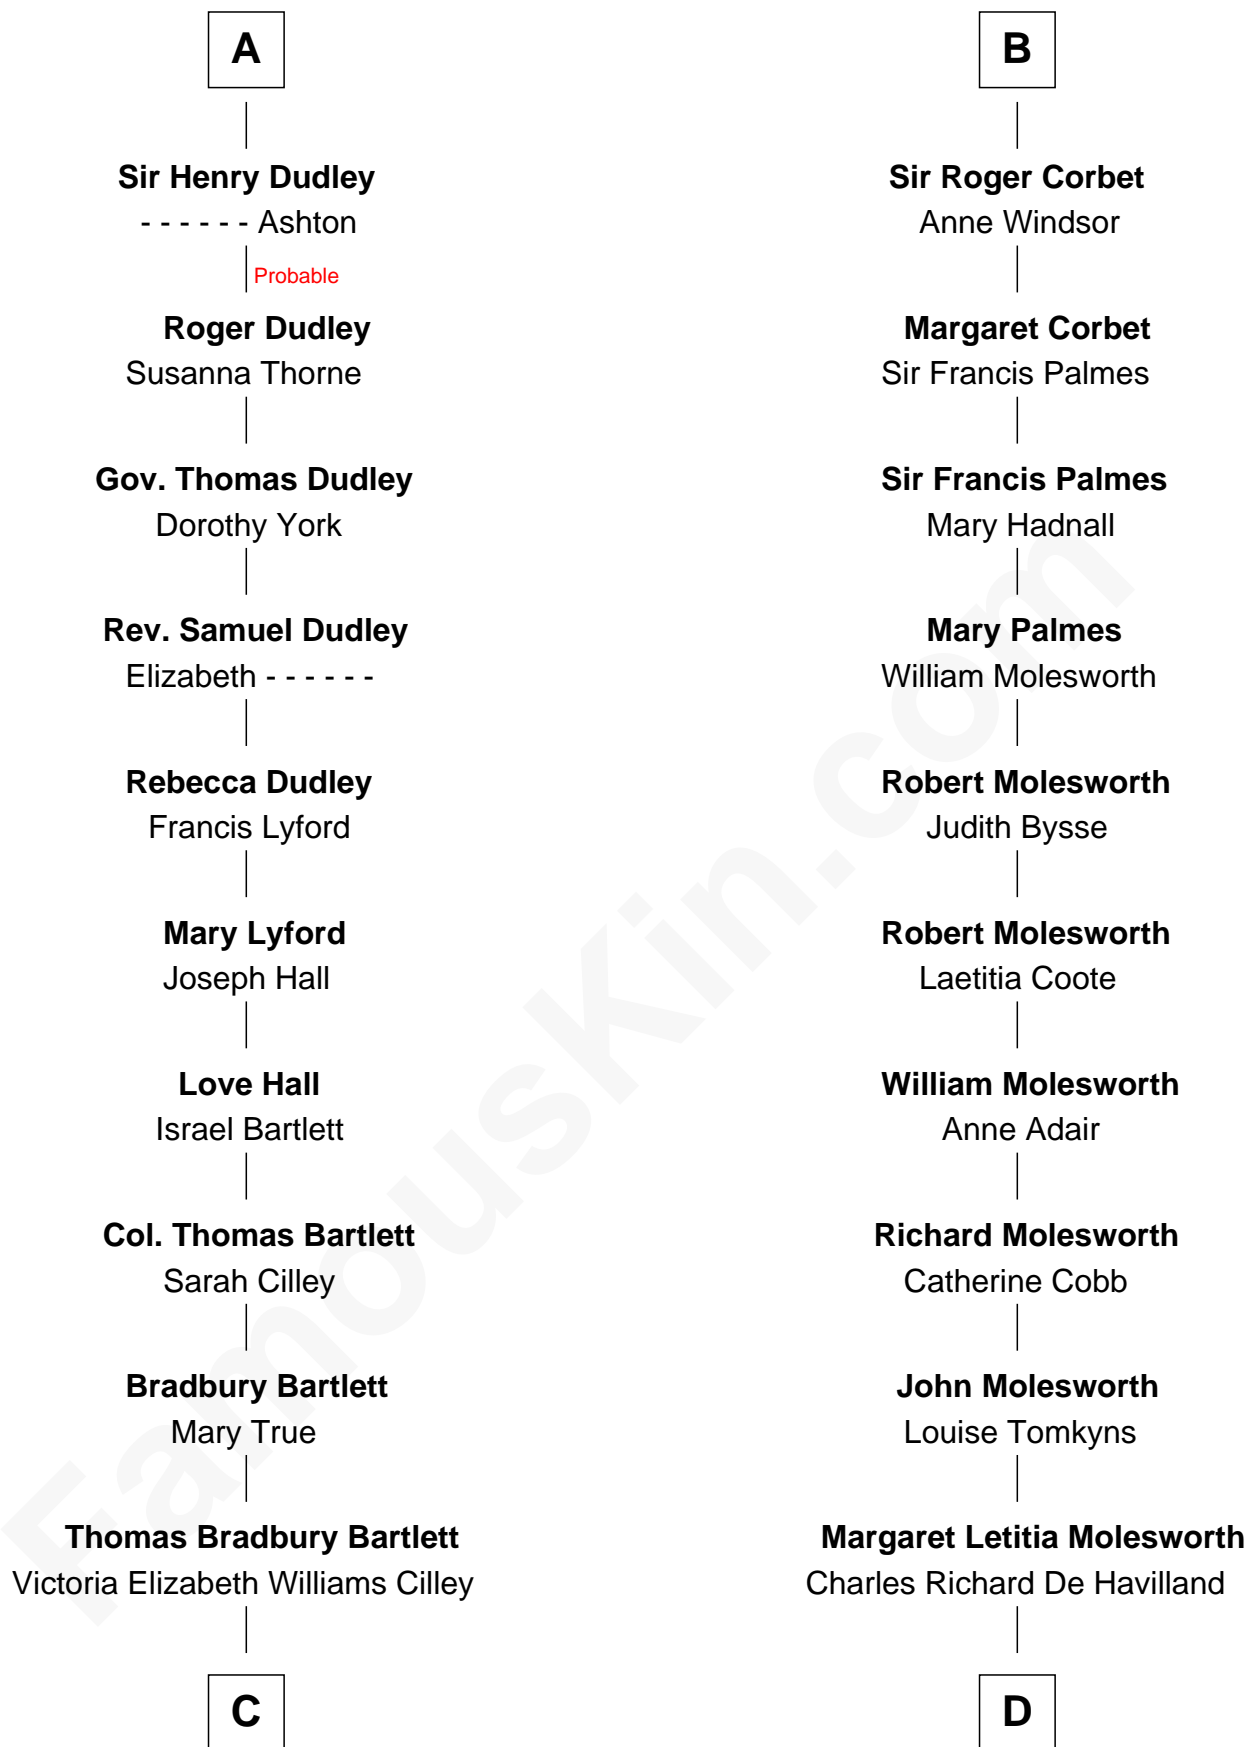 A
Sir Henry Dudley
- - - - - - Ashton
Probable
Roger Dudley
Susanna Thorne
Gov. Thomas Dudley
Dorothy York
Rev. Samuel Dudley
Elizabeth - - - - - -
Rebecca Dudley
Francis Lyford
Mary Lyford
Joseph Hall
Love Hall
Israel Bartlett
Col. Thomas Bartlett
Sarah Cilley
Bradbury Bartlett
Mary True
Thomas Bradbury Bartlett
Victoria Elizabeth Williams Cilley
C
B
Sir Roger Corbet
Anne Windsor
Margaret Corbet
Sir Francis Palmes
Sir Francis Palmes
Mary Hadnall
Mary Palmes
William Molesworth
Robert Molesworth
Judith Bysse
Robert Molesworth
Laetitia Coote
William Molesworth
Anne Adair
Richard Molesworth
Catherine Cobb
John Molesworth
Louise Tomkyns
Margaret Letitia Molesworth
Charles Richard De Havilland
D
FamousKin.com